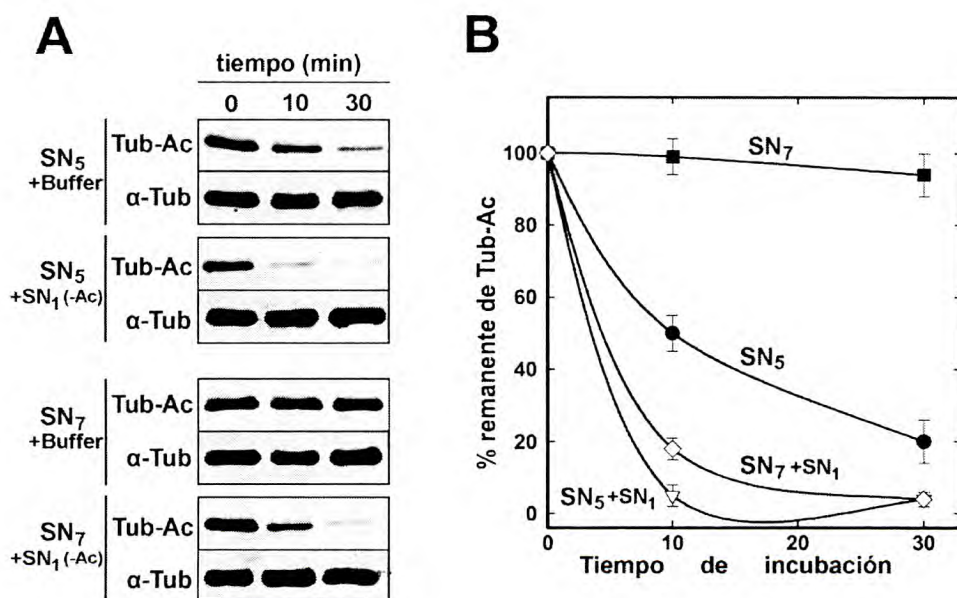 A
tiempo (min)
0 10 30
SN5
+Buffer
Tub-Ac
α-Tub
SN5
+SN1 (-Ac)
Tub-Ac
α-Tub
SN7
+Buffer
Tub-Ac
α-Tub
SN7
+SN1 (-Ac)
Tub-Ac
α-Tub
B
% remanente de Tub-Ac
100
80
60
40
20
0
SN7
SN5
SN7+SN1
SN5+SN1
0 10 20 30
Tiempo de incubación